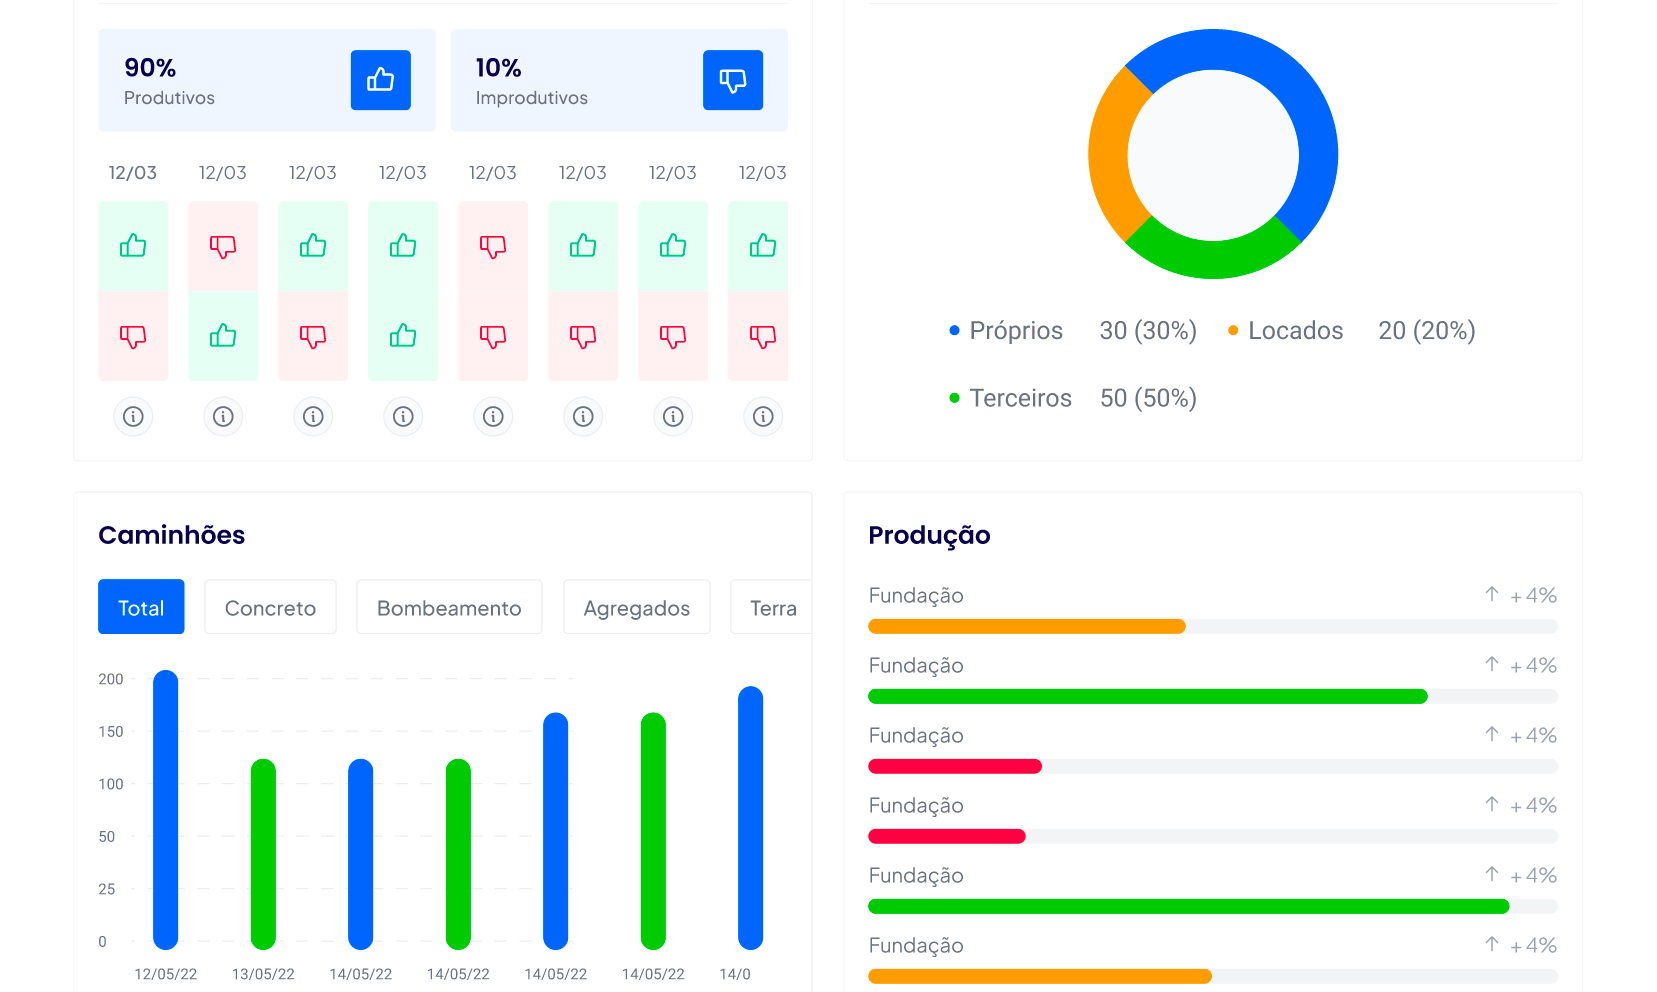 90%
Produtivos
10%
Improdutivos
12/03 12/03 12/03 12/03 12/03 12/03 12/03 12/03
Próprios 30 (30%) Locados 20 (20%)
Terceiros 50 (50%)
Caminhões
Total Concreto Bombeamento Agregados Terra
200
150
100
50
25
0
12/05/22 13/05/22 14/05/22 14/05/22 14/05/22 14/05/22 14/0
Produção
Fundação +4%
Fundação +4%
Fundação +4%
Fundação +4%
Fundação +4%
Fundação +4%